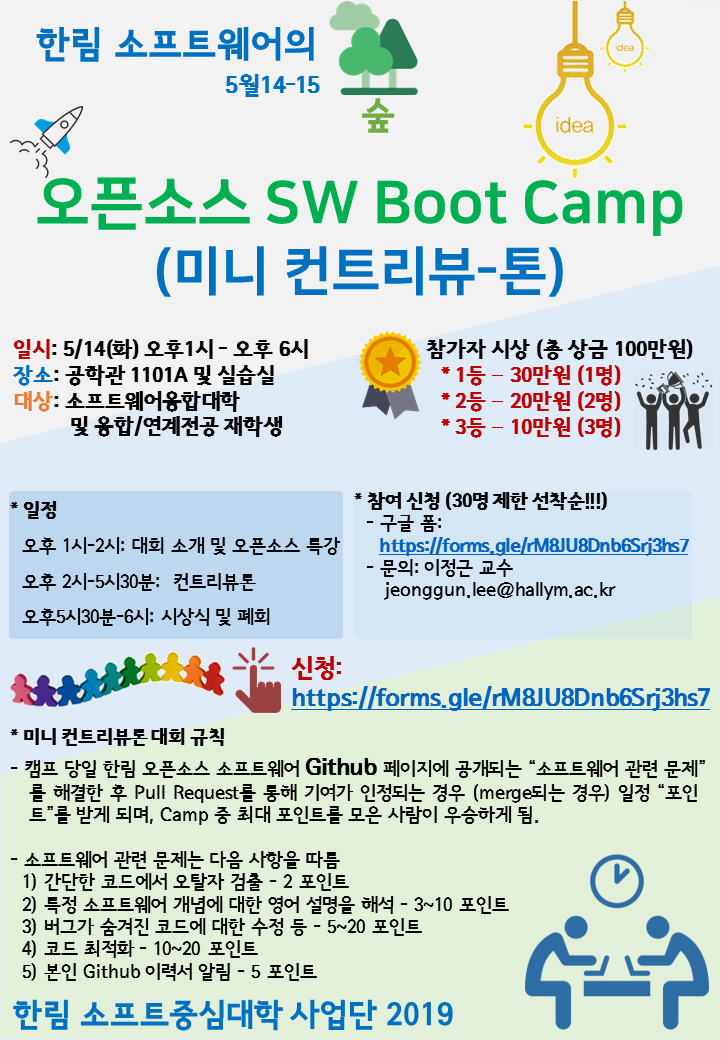 한림 소프트웨어의
5월14-15
숲
idea
idea
오픈소스 SW Boot Camp
(미니 컨트리뷰-톤)
일시: 5/14(화) 오후1시 - 오후 6시
장소: 공학관 1101A 및 실습실
대상: 소프트웨어융합대학
및 융합/연계전공 재학생
참가자 시상 (총 상금 100만원)
* 1등 – 30만원 (1명)
* 2등 – 20만원 (2명)
* 3등 – 10만원 (3명)
* 일정
오후 1시-2시: 대회 소개 및 오픈소스 특강
오후 2시-5시30분: 컨트리뷰톤
오후5시30분-6시: 시상식 및 폐회
* 참여 신청 (30명 제한 선착순!!!)
- 구글 폼:
https://forms.gle/rM8JU8Dnb6Srj3hs7
- 문의: 이정근 교수
jeonggun.lee@hallym.ac.kr
신청:
https://forms.gle/rM8JU8Dnb6Srj3hs7
* 미니 컨트리뷰톤 대회 규칙
- 캠프 당일 한림 오픈소스 소프트웨어 Github 페이지에 공개되는 “소프트웨어 관련 문제”
를 해결한 후 Pull Request를 통해 기여가 인정되는 경우 (merge되는 경우) 일정 “포인
트”를 받게 되며, Camp 중 최대 포인트를 모은 사람이 우승하게 됨.
- 소프트웨어 관련 문제는 다음 사항을 따름
1) 간단한 코드에서 오탈자 검출 - 2 포인트
2) 특정 소프트웨어 개념에 대한 영어 설명을 해석 - 3~10 포인트
3) 버그가 숨겨진 코드에 대한 수정 등 - 5~20 포인트
4) 코드 최적화 - 10~20 포인트
5) 본인 Github 이력서 알림 - 5 포인트
한림 소프트중심대학 사업단 2019